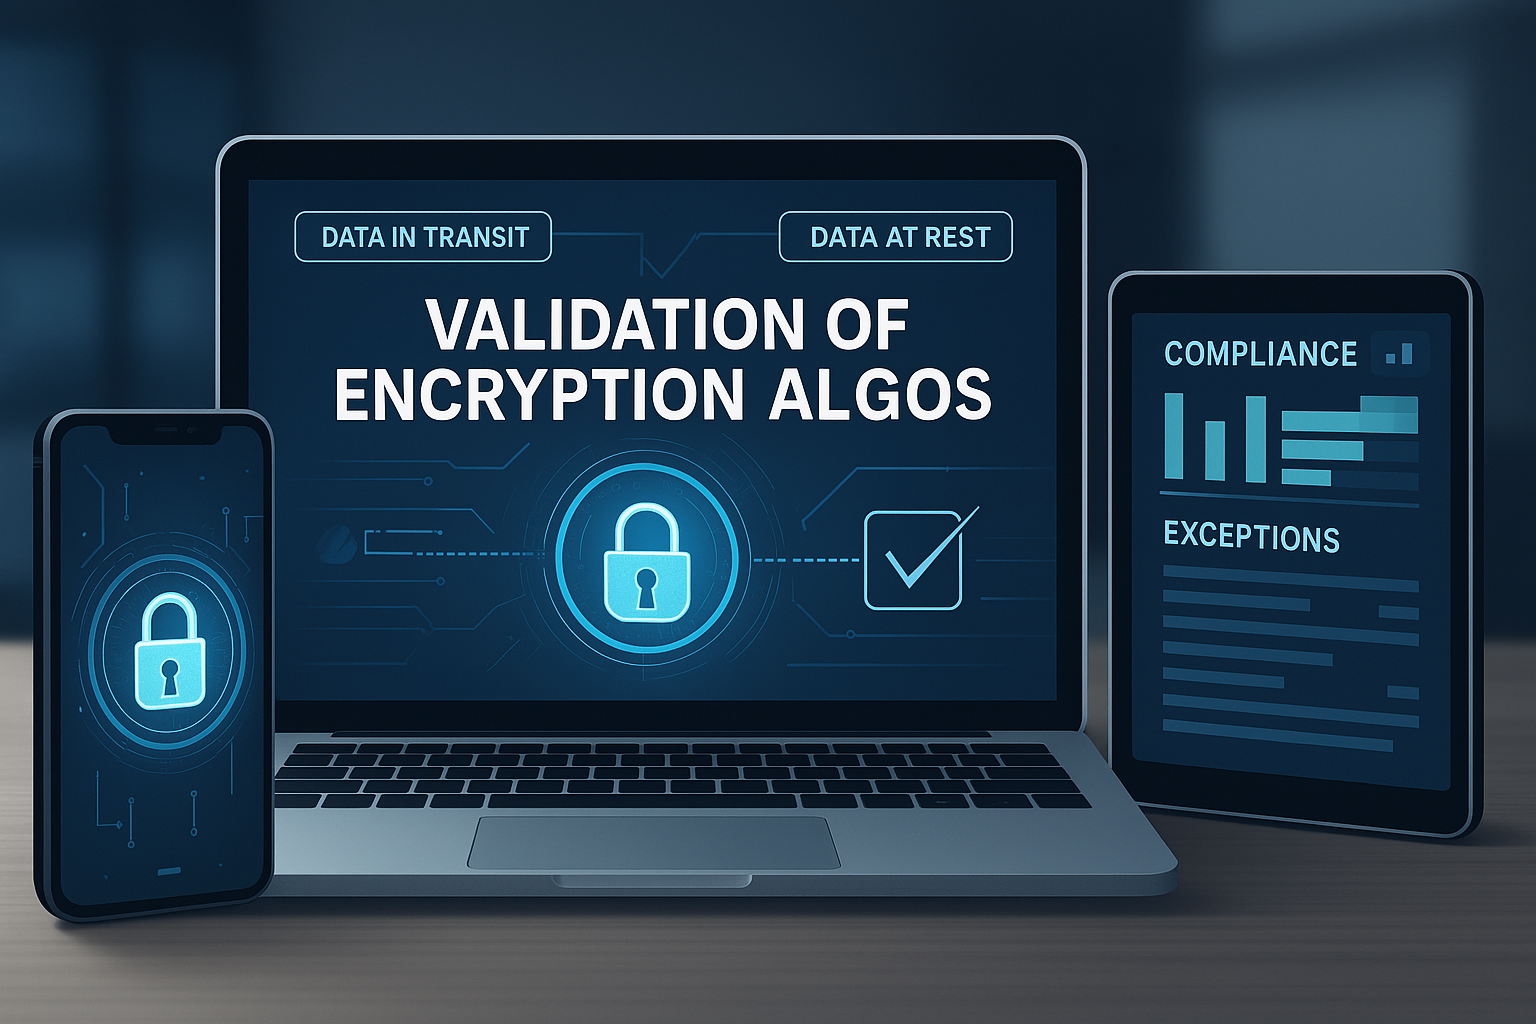 DATA IN TRANSIT
DATA AT REST
VALIDATION OF
ENCRYPTION ALGOS
COMPLIANCE
EXCEPTIONS